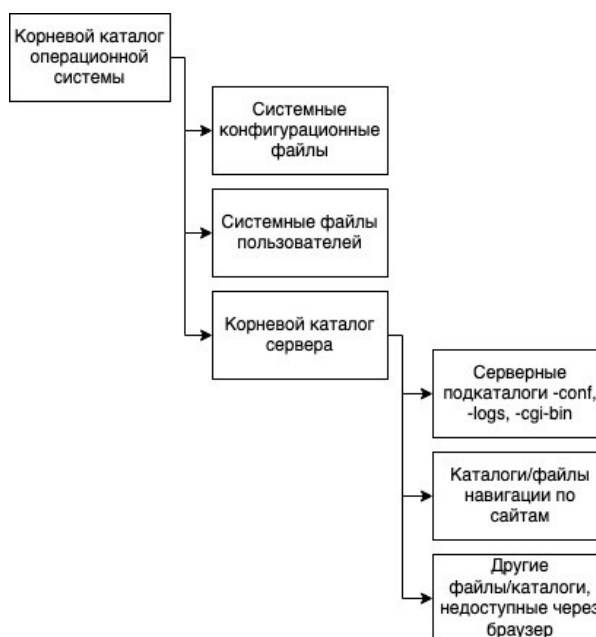 Корневой каталог
операционной
системы
Системные
конфигурационные
файлы
Системные файлы
пользователей
Корневой каталог
сервера
Серверные
подкаталоги -conf,
-logs, -cgi-bin
Каталоги/файлы
навигации по
сайтам
Другие
файлы/каталоги,
недоступные через
браузер